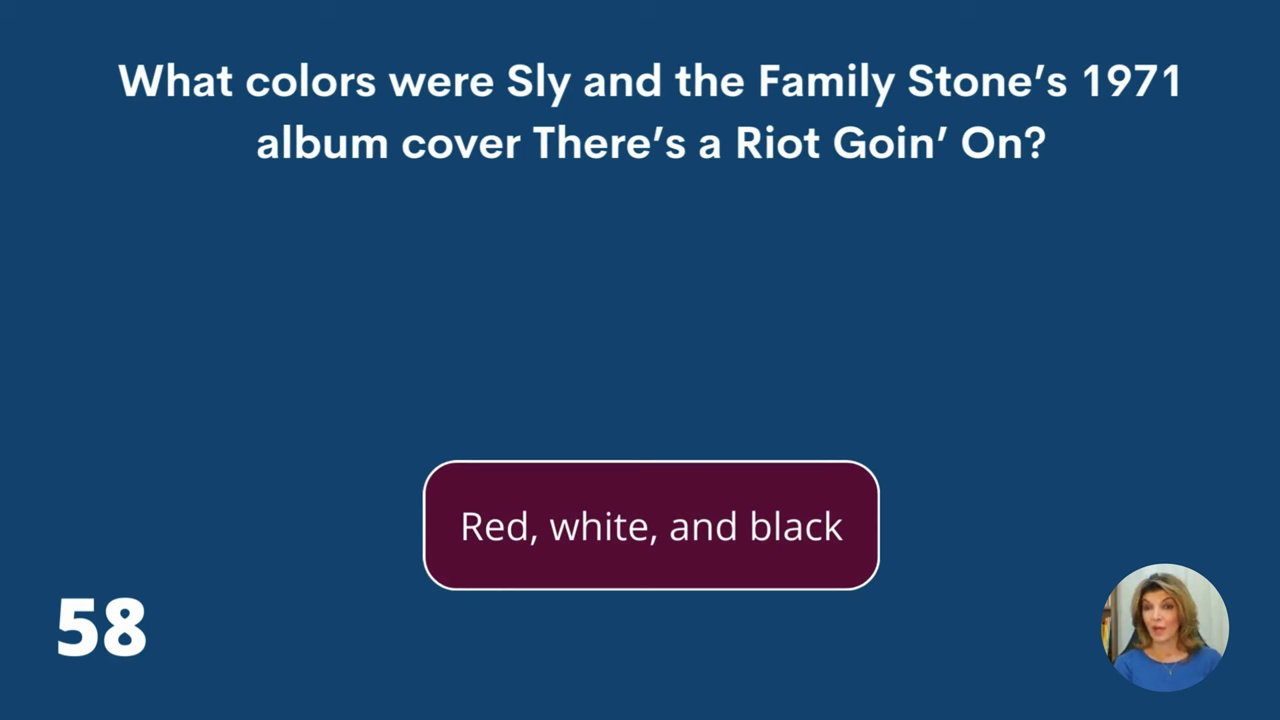 What colors were Sly and the Family Stone’s 1971
album cover There’s a Riot Goin’ On?
Red, white, and black
58